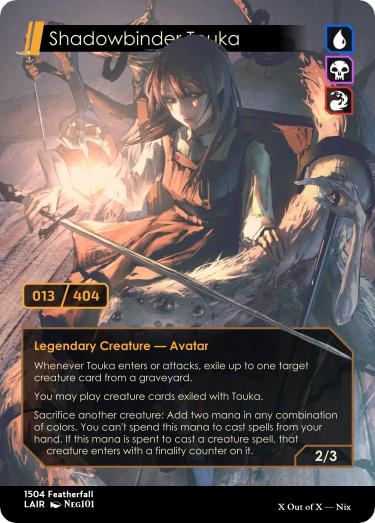 Shadowbinder Touka
013 / 404
Legendary Creature — Avatar
Whenever Touka enters or attacks, exile up to one target
creature card from a graveyard.
You may play creature cards exiled with Touka.
Sacrifice another creature: Add two mana in any combination
of colors. You can't spend this mana to cast spells from your
hand. If this mana is spent to cast a creature spell, that
creature enters with a finality counter on it.
2/3
1504 Featherfall
LAIR Neg101
X Out of X — Nix